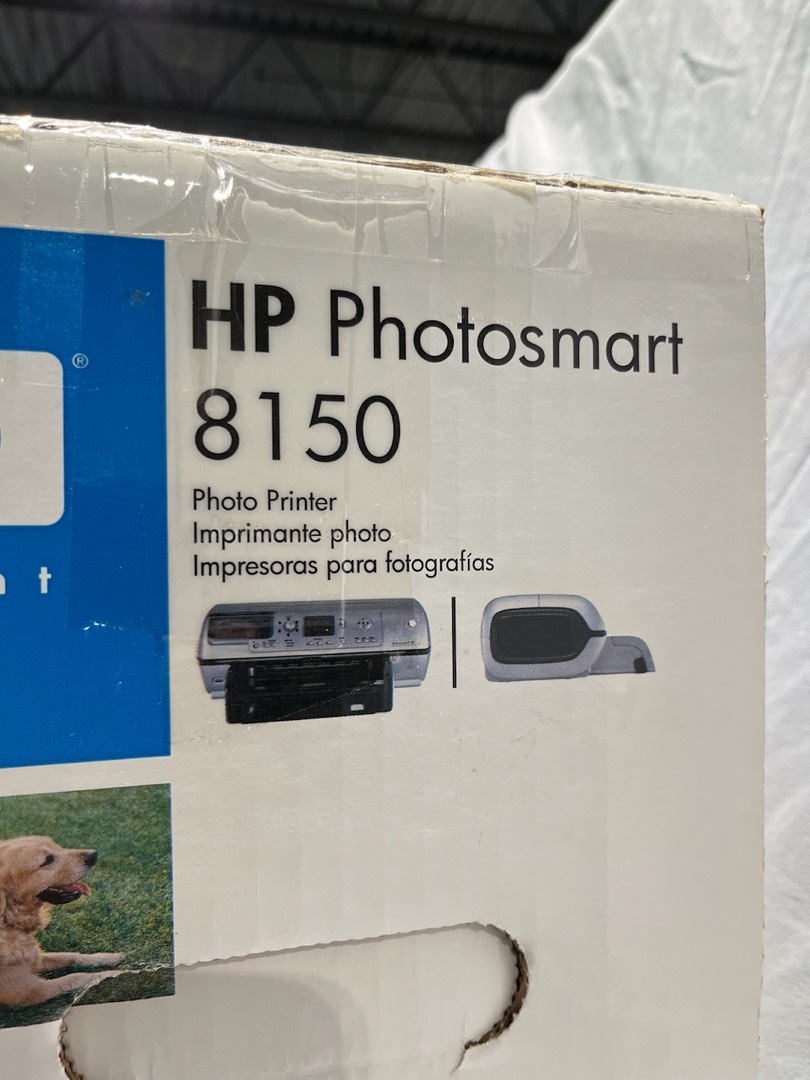 HP Photosmart
8150
Photo Printer
Imprimante photo
Impresoras para fotografías
®